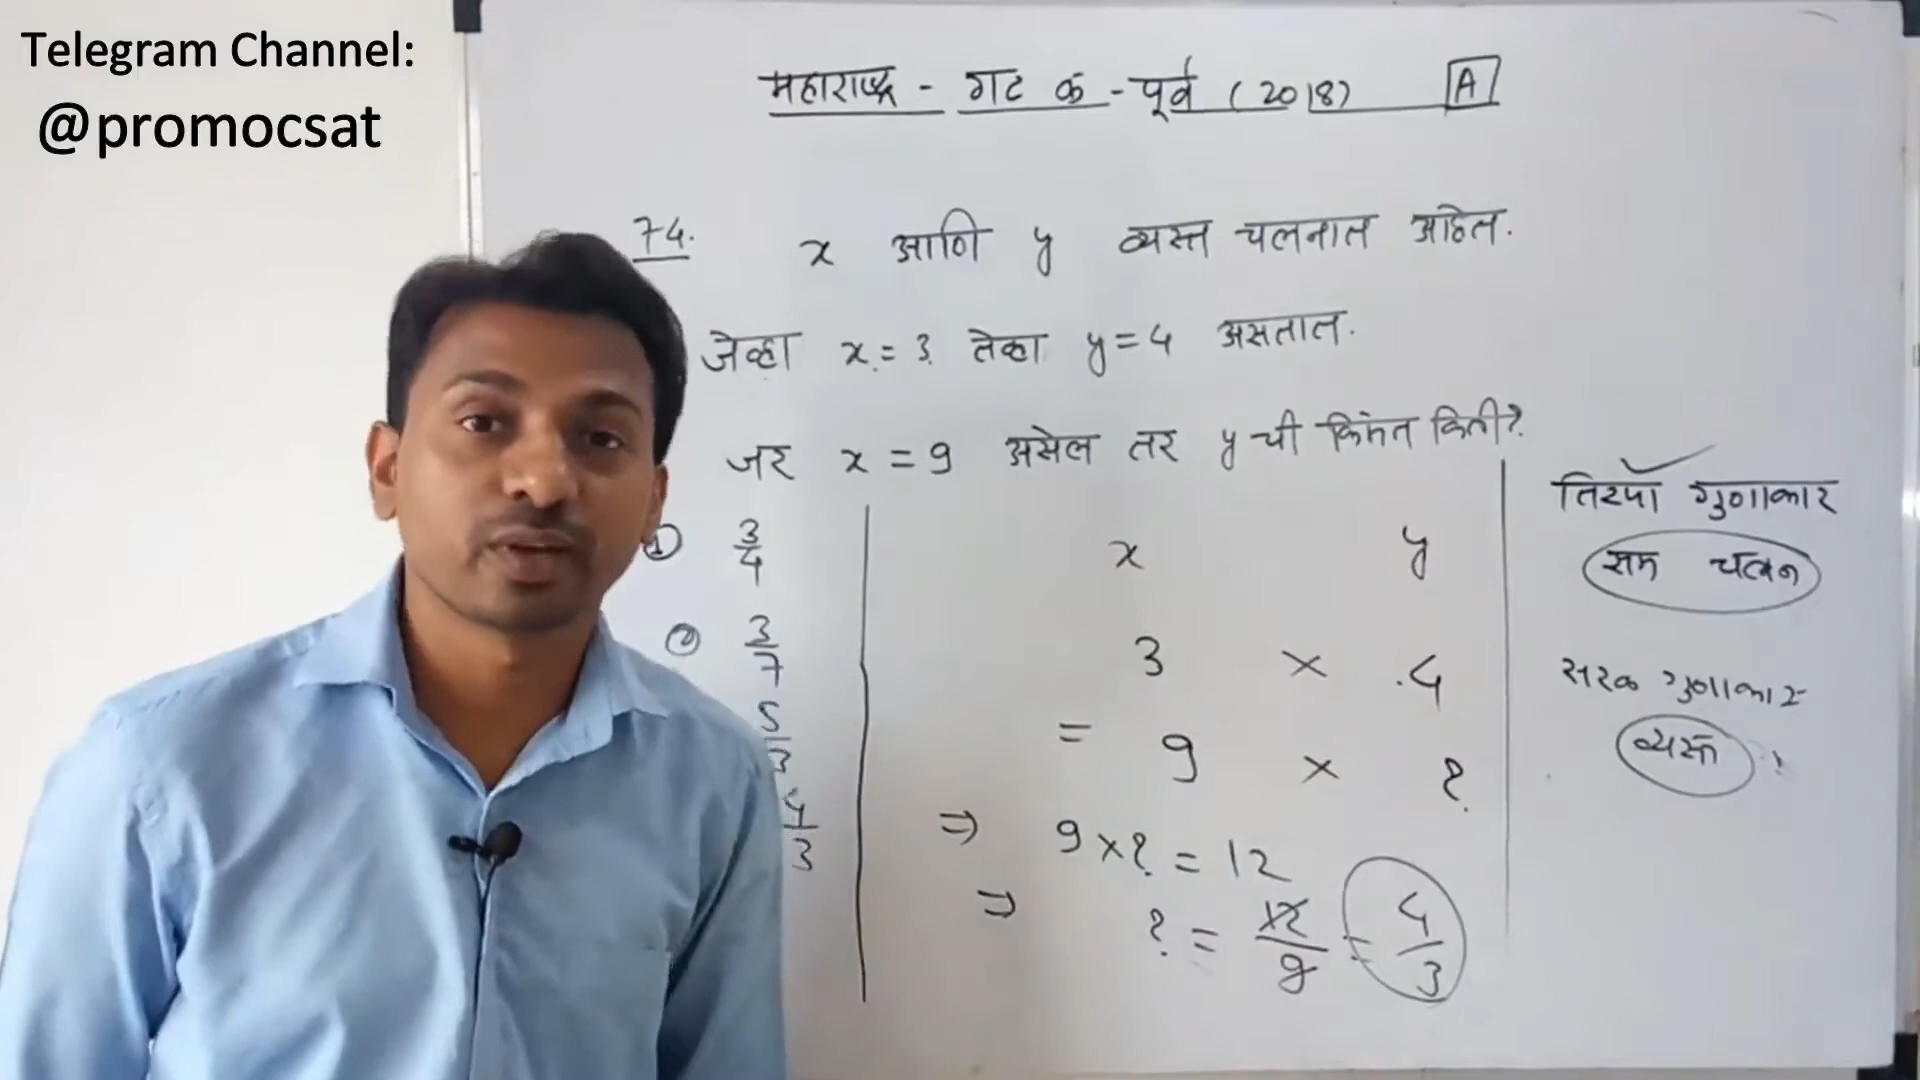 Telegram Channel:
@promocsat
महाराष्ट्र - गट क - पूर्व (2018) A
74. x आणि y व्यस्त चलनात आहेत.
जेव्हा x = 3 तेव्हा y = 4 असतात.
जर x = 9 असेल तर y ची किंमत किती?
① 3/4
② 3/7
5/3
4/3
x y
3 × 4
= 9 × ?
⇒ 9 × ? = 12
⇒ ? = 12/9 = 4/3
तिरपा गुणाकार
सम चलन
सरळ गुणाकार
व्यस्त